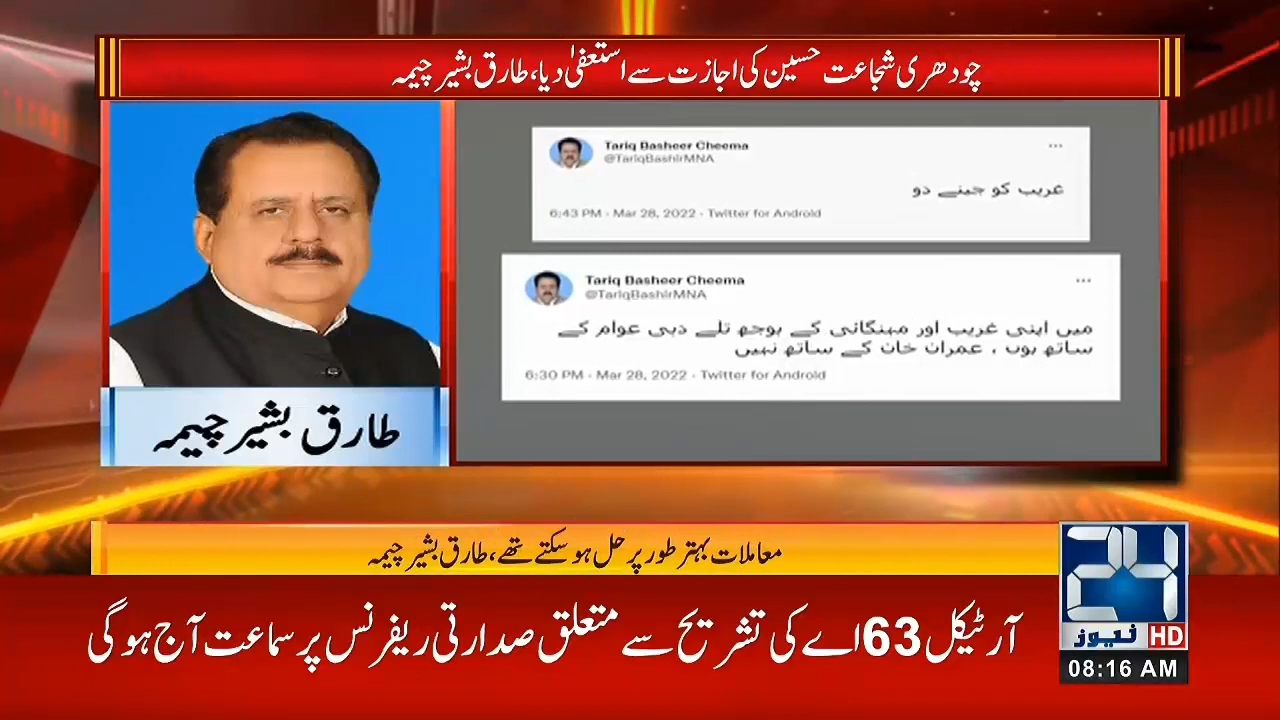 چودھری شجاعت حسین کی اجازت سے استعفیٰ دیا، طارق بشیر چیمہ
Tariq Basheer Cheema
@TariqBashirMNA
غریب کو جینے دو
6:43 PM · Mar 28, 2022 · Twitter for Android
Tariq Basheer Cheema
@TariqBashirMNA
میں اپنی غریب اور مہنگائی کے بوجھ تلے دبی عوام کے
ساتھ ہوں ، عمران خان کے ساتھ نہیں
6:30 PM · Mar 28, 2022 · Twitter for Android
طارق بشیر چیمہ
معاملات بہتر طور پر حل ہو سکتے تھے، طارق بشیر چیمہ
آرٹیکل 63 اے کی تشریح سے متعلق صدارتی ریفرنس پر سماعت آج ہوگی
24
نیوز HD
08:16 AM